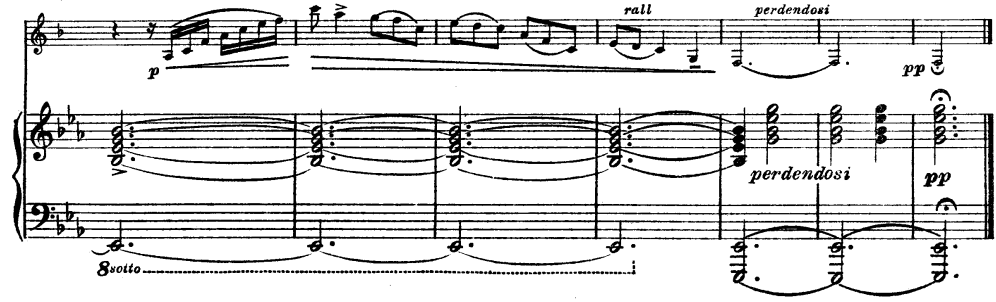 rall
perdendosi
p
pp
perdendosi
pp
8sotto